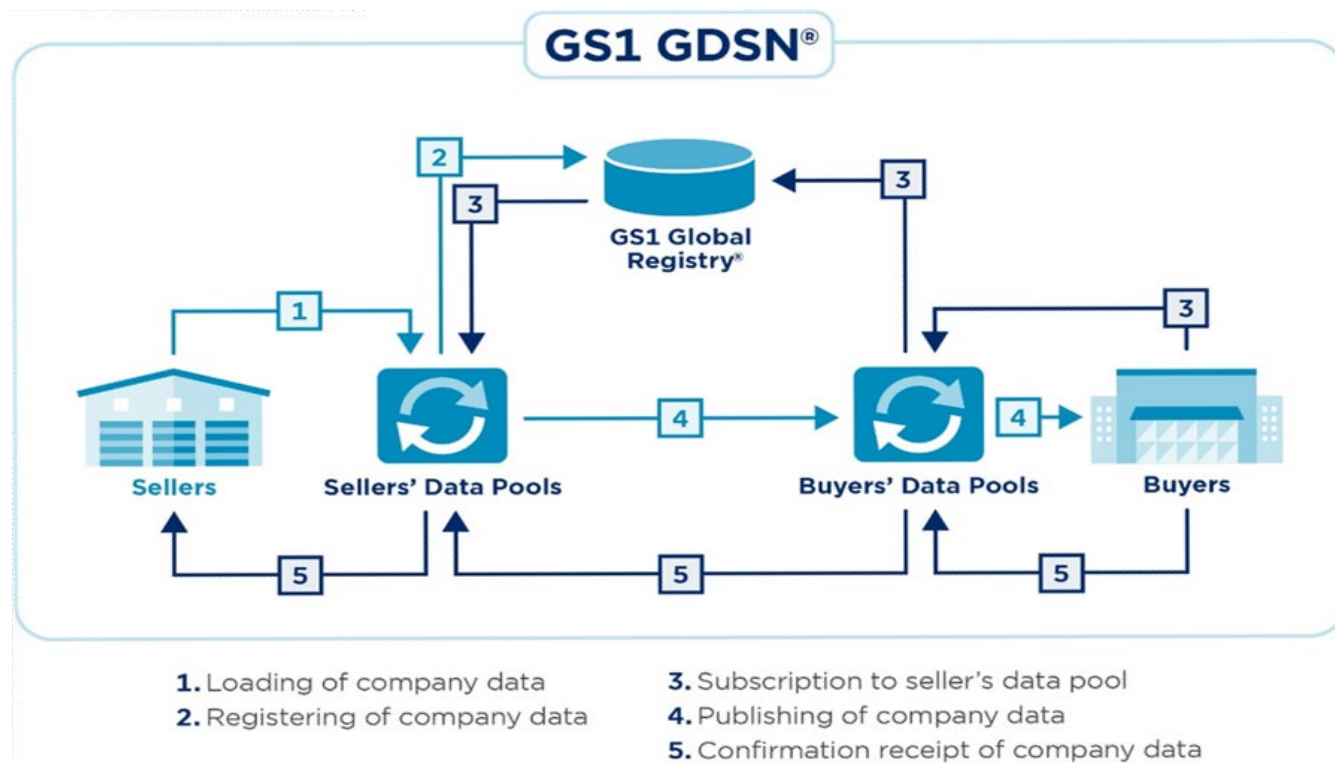 GS1 GDSN®
2
3
3
GS1 Global
Registry®
1
3
4
4
Sellers
Sellers’ Data Pools
Buyers’ Data Pools
Buyers
5
5
5
1. Loading of company data
2. Registering of company data
3. Subscription to seller’s data pool
4. Publishing of company data
5. Confirmation receipt of company data